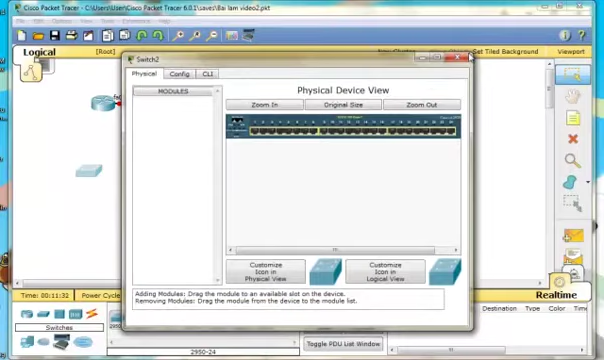 Cisco Packet Tracer - C:\Users\User\Cisco Packet Tracer 6.0.1\saves\Bai lam video2.pkt
Logical
[Root]
Set Tiled Background
Viewport
Switch2
Physical
Config
CLI
MODULES
Physical Device View
Zoom In
Original Size
Zoom Out
Customize
Icon in
Physical View
Customize
Icon in
Logical View
Adding Modules: Drag the module to an available slot on the device.
Removing Modules: Drag the module from the device to the module list.
Time: 00:11:32
Power Cycle
Realtime
Switches
2950-24
Toggle PDU List Window
Destination
Type
Color